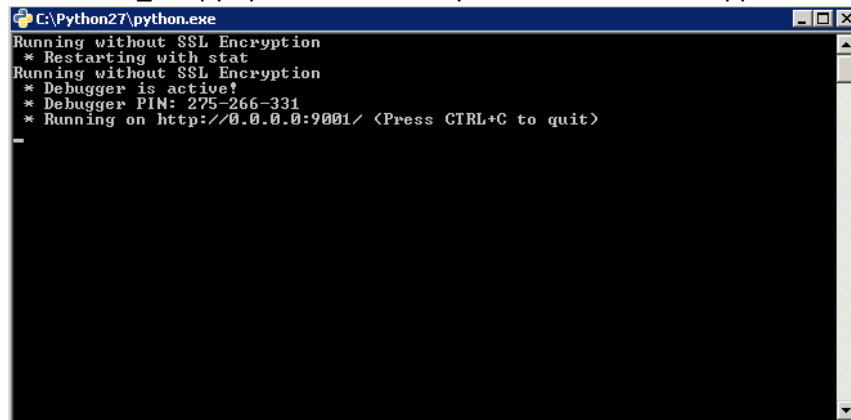 C:\Python27\python.exe
Running without SSL Encryption
 * Restarting with stat
Running without SSL Encryption
 * Debugger is active!
 * Debugger PIN: 275-266-331
 * Running on http://0.0.0.0:9001/ (Press CTRL+C to quit)